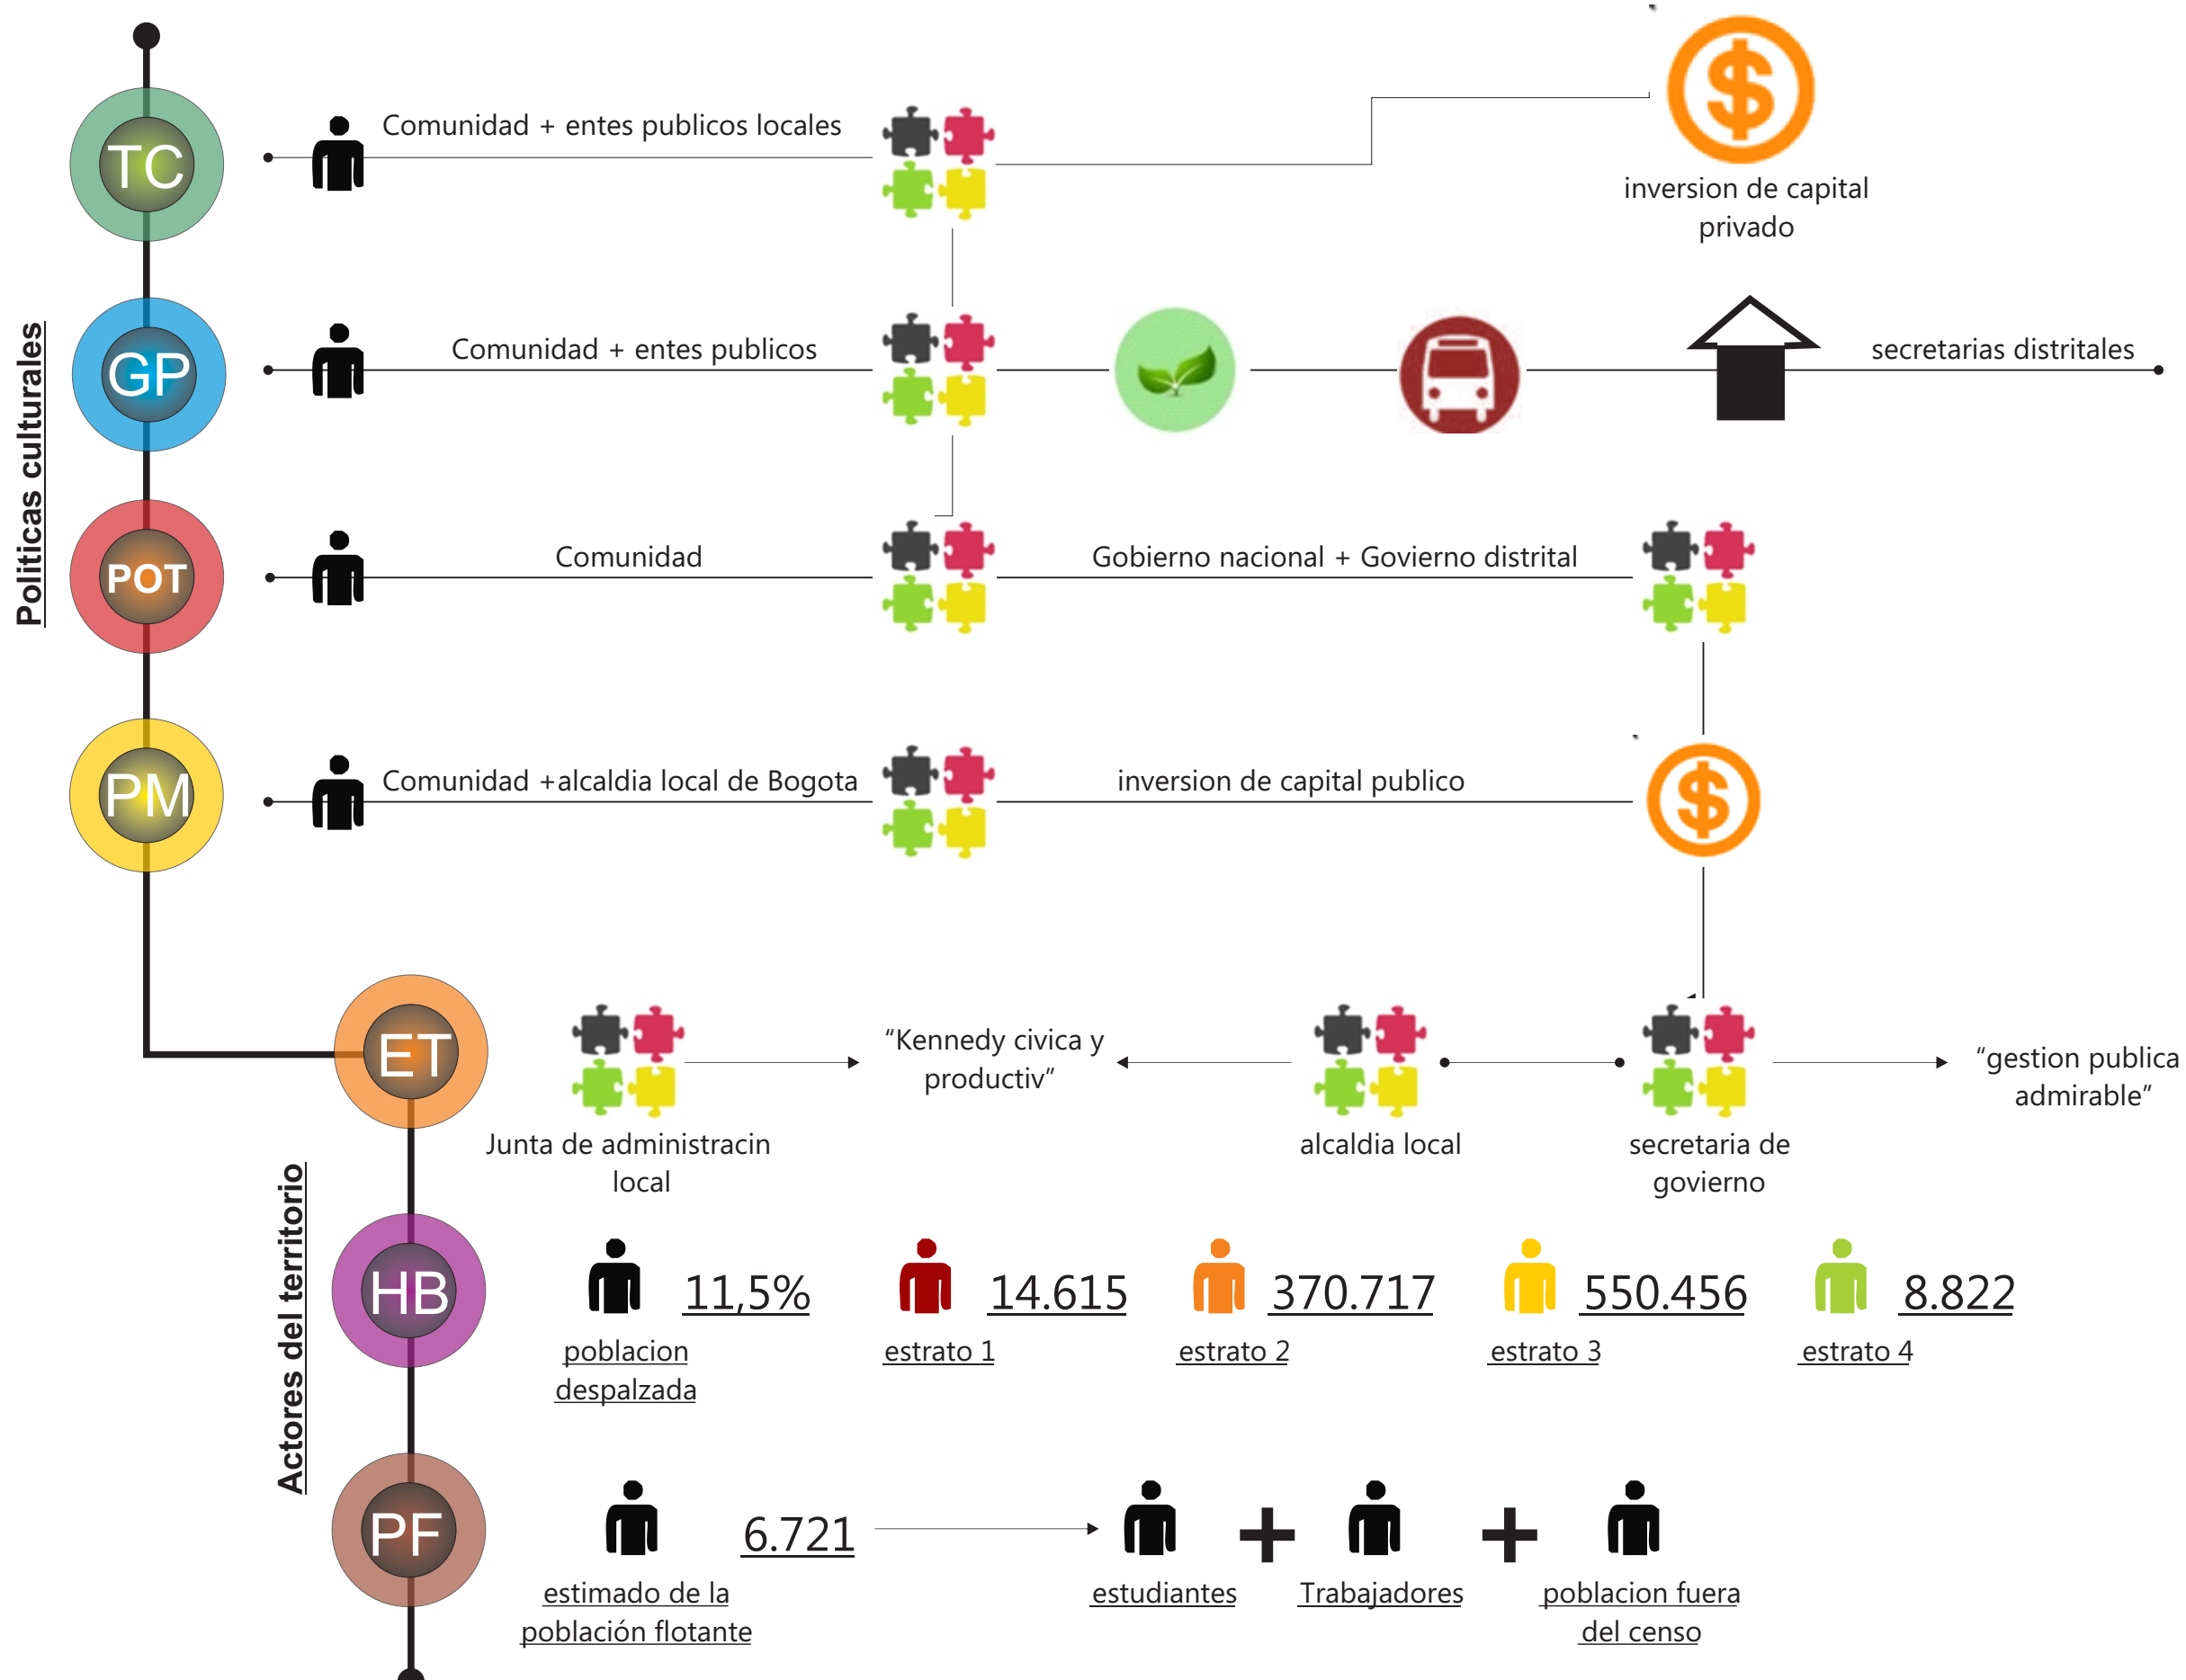 Politicas culturales
TC
Comunidad + entes publicos locales
$
inversion de capital
privado
GP
Comunidad + entes publicos
secretarias distritales
POT
Comunidad
Gobierno nacional + Govierno distrital
PM
Comunidad +alcaldia local de Bogota
inversion de capital publico
$
Actores del territorio
ET
Junta de administracin
local
“Kennedy civica y
productiv”
alcaldia local
secretaria de
govierno
“gestion publica
admirable”
HB
11,5%
poblacion
despalzada
14.615
estrato 1
370.717
estrato 2
550.456
estrato 3
8.822
estrato 4
PF
6.721
estimado de la
población flotante
estudiantes
+
Trabajadores
+
poblacion fuera
del censo